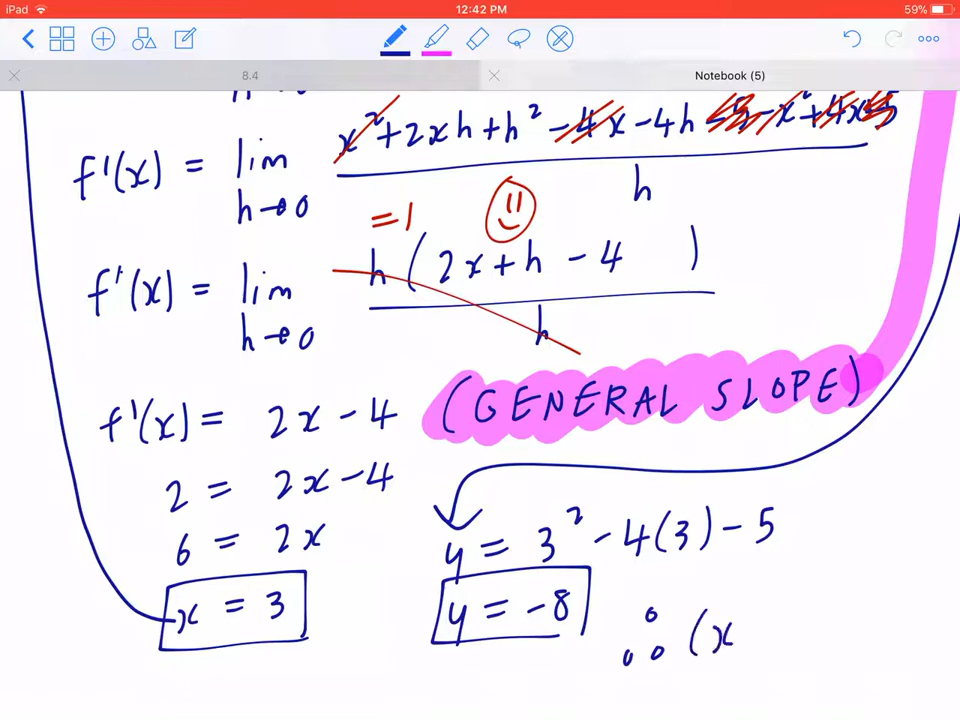 iPad 12:42 PM 59%
8.4 Notebook (5)
h→0
f'(x) = lim h→0 x²+2xh+h²-4x-4h-5-x²+4x+5 / h
=1
f'(x) = lim h→0 h(2x+h-4 ) / h
f'(x) = 2x-4 (GENERAL SLOPE)
2 = 2x-4
6 = 2x
x = 3
y = 3²-4(3)-5
y = -8
∴ (x